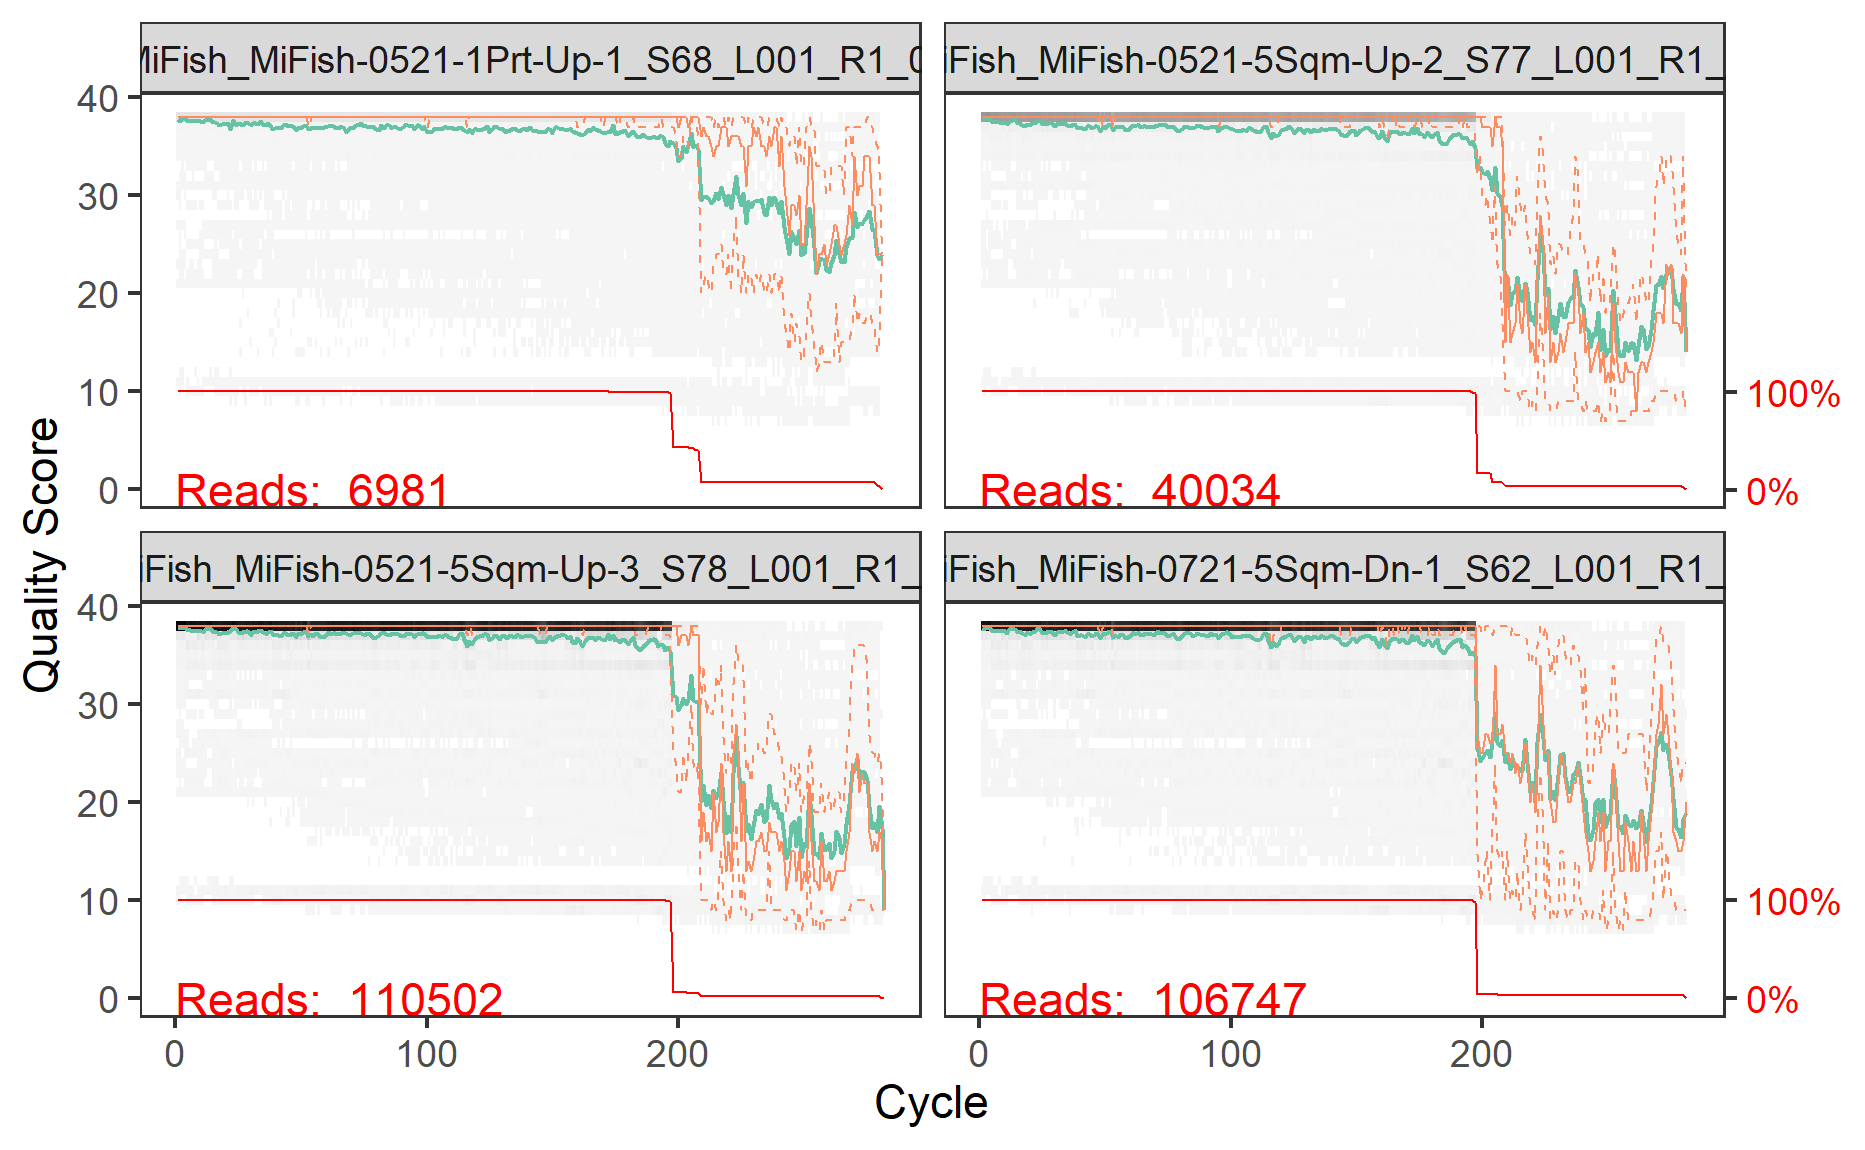 MiFish_MiFish-0521-1Prt-Up-1_S68_L001_R1_0
iFish_MiFish-0521-5Sqm-Up-2_S77_L001_R1_
40
30
20
10
0
Reads: 6981
Reads: 40034
100%
0%
iFish_MiFish-0521-5Sqm-Up-3_S78_L001_R1_
iFish_MiFish-0721-5Sqm-Dn-1_S62_L001_R1_
40
30
20
10
0
Reads: 110502
Reads: 106747
100%
0%
0
100
200
0
100
200
Quality Score
Cycle